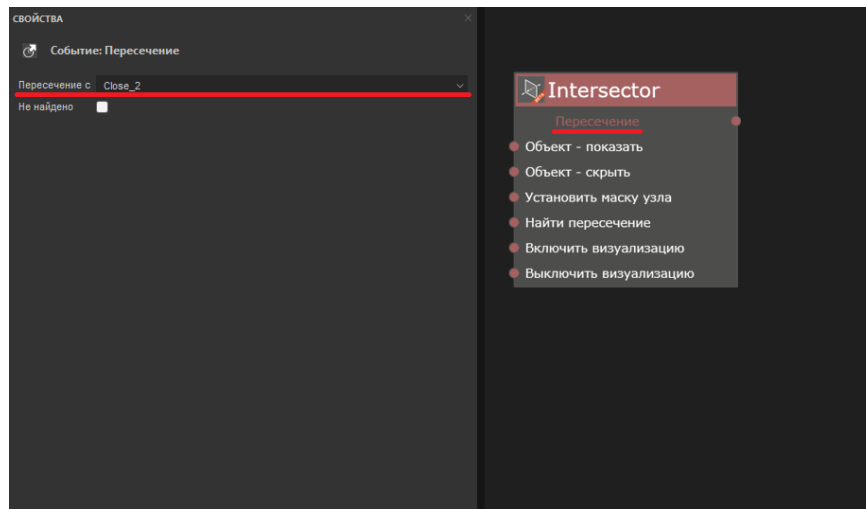 СВОЙСТВА
Событие: Пересечение
Пересечение с Close_2
Не найдено
Intersector
Пересечение
Объект - показать
Объект - скрыть
Установить маску узла
Найти пересечение
Включить визуализацию
Выключить визуализацию